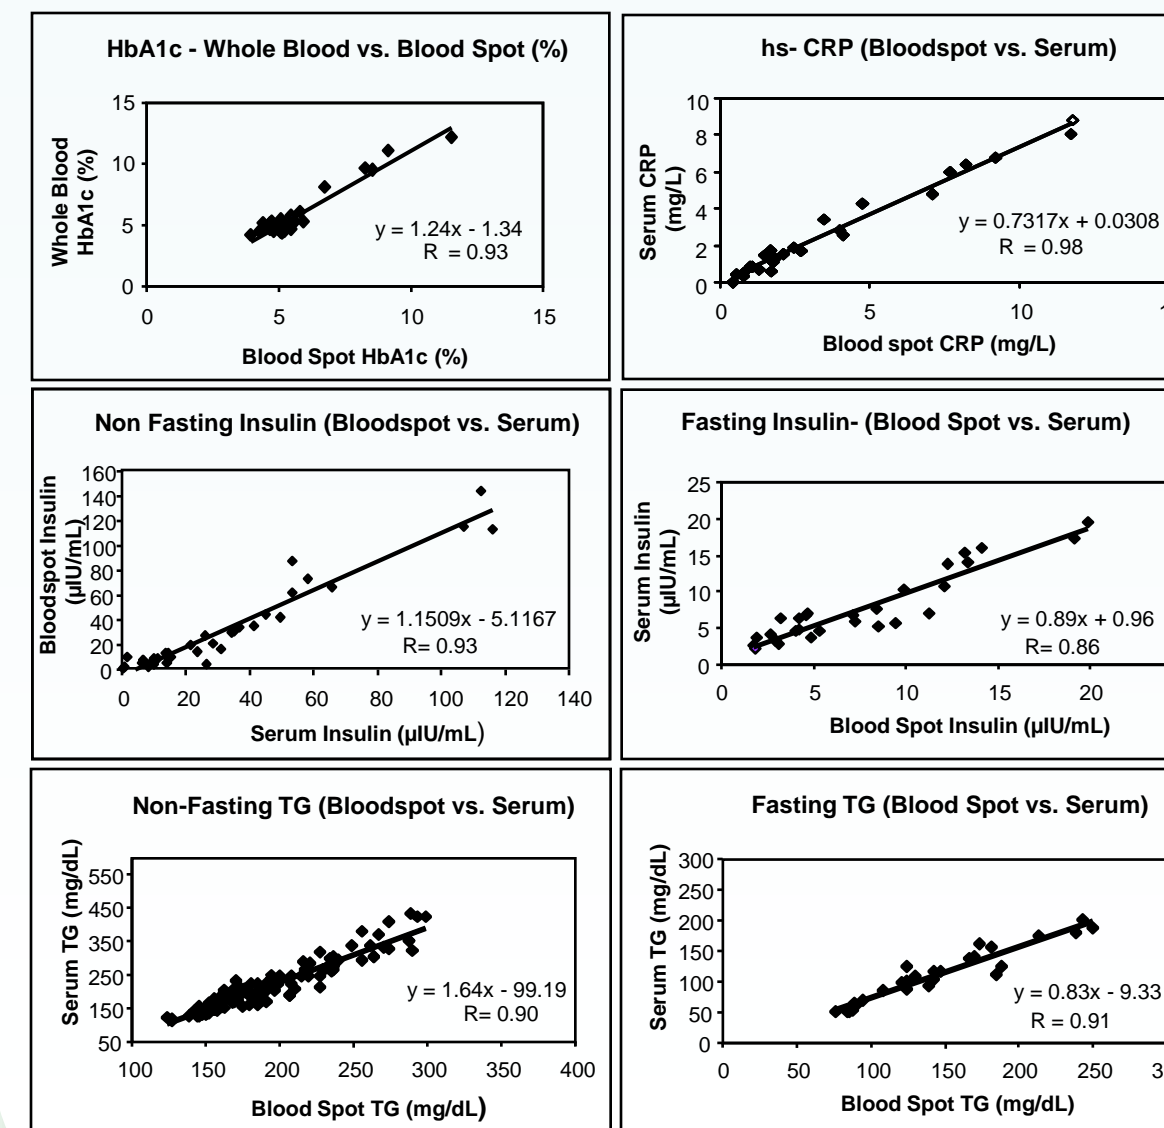 HbA1c - Whole Blood vs. Blood Spot (%)
Whole Blood
HbA1c (%)
15
10
5
0
y = 1.24x - 1.34
R = 0.93
0 5 10 15
Blood Spot HbA1c (%)
hs- CRP (Bloodspot vs. Serum)
Serum CRP
(mg/L)
10
8
6
4
2
0
y = 0.7317x + 0.0308
R = 0.98
0 5 10
Blood spot CRP (mg/L)
Non Fasting Insulin (Bloodspot vs. Serum)
Bloodspot Insulin
(µIU/mL)
160
140
120
100
80
60
40
20
0
y = 1.1509x - 5.1167
R= 0.93
0 20 40 60 80 100 120 140
Serum Insulin (µIU/mL)
Fasting Insulin- (Blood Spot vs. Serum)
Serum Insulin
(µIU/mL)
25
20
15
10
5
0
y = 0.89x + 0.96
R= 0.86
0 5 10 15 20
Blood Spot Insulin (µIU/mL)
Non-Fasting TG (Bloodspot vs. Serum)
Serum TG (mg/dL)
550
450
350
250
150
50
y = 1.64x - 99.19
R= 0.90
100 150 200 250 300 350 400
Blood Spot TG (mg/dL)
Fasting TG (Blood Spot vs. Serum)
Serum TG (mg/dL)
300
250
200
150
100
50
0
y = 0.83x - 9.33
R = 0.91
0 50 100 150 200 250
Blood Spot TG (mg/dL)